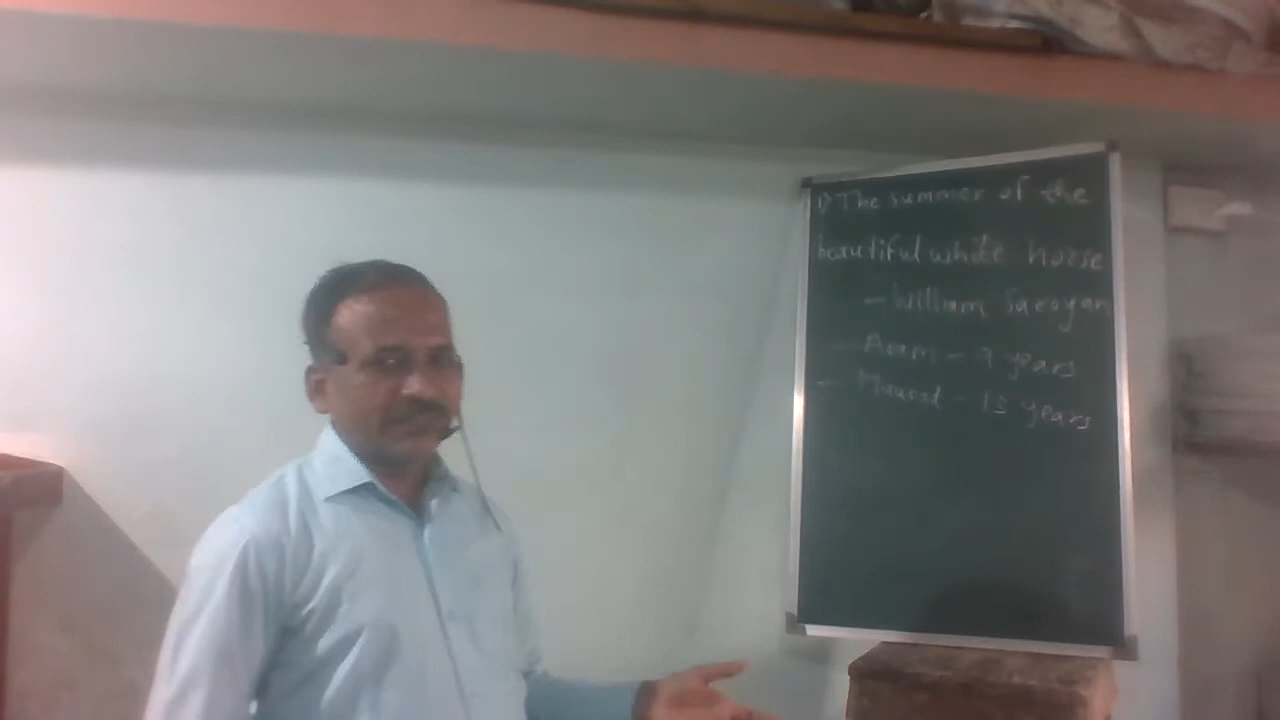 1) The summer of the
beautiful white horse
- William Saroyan
- Aram - 9 years
- Mourad - 13 years